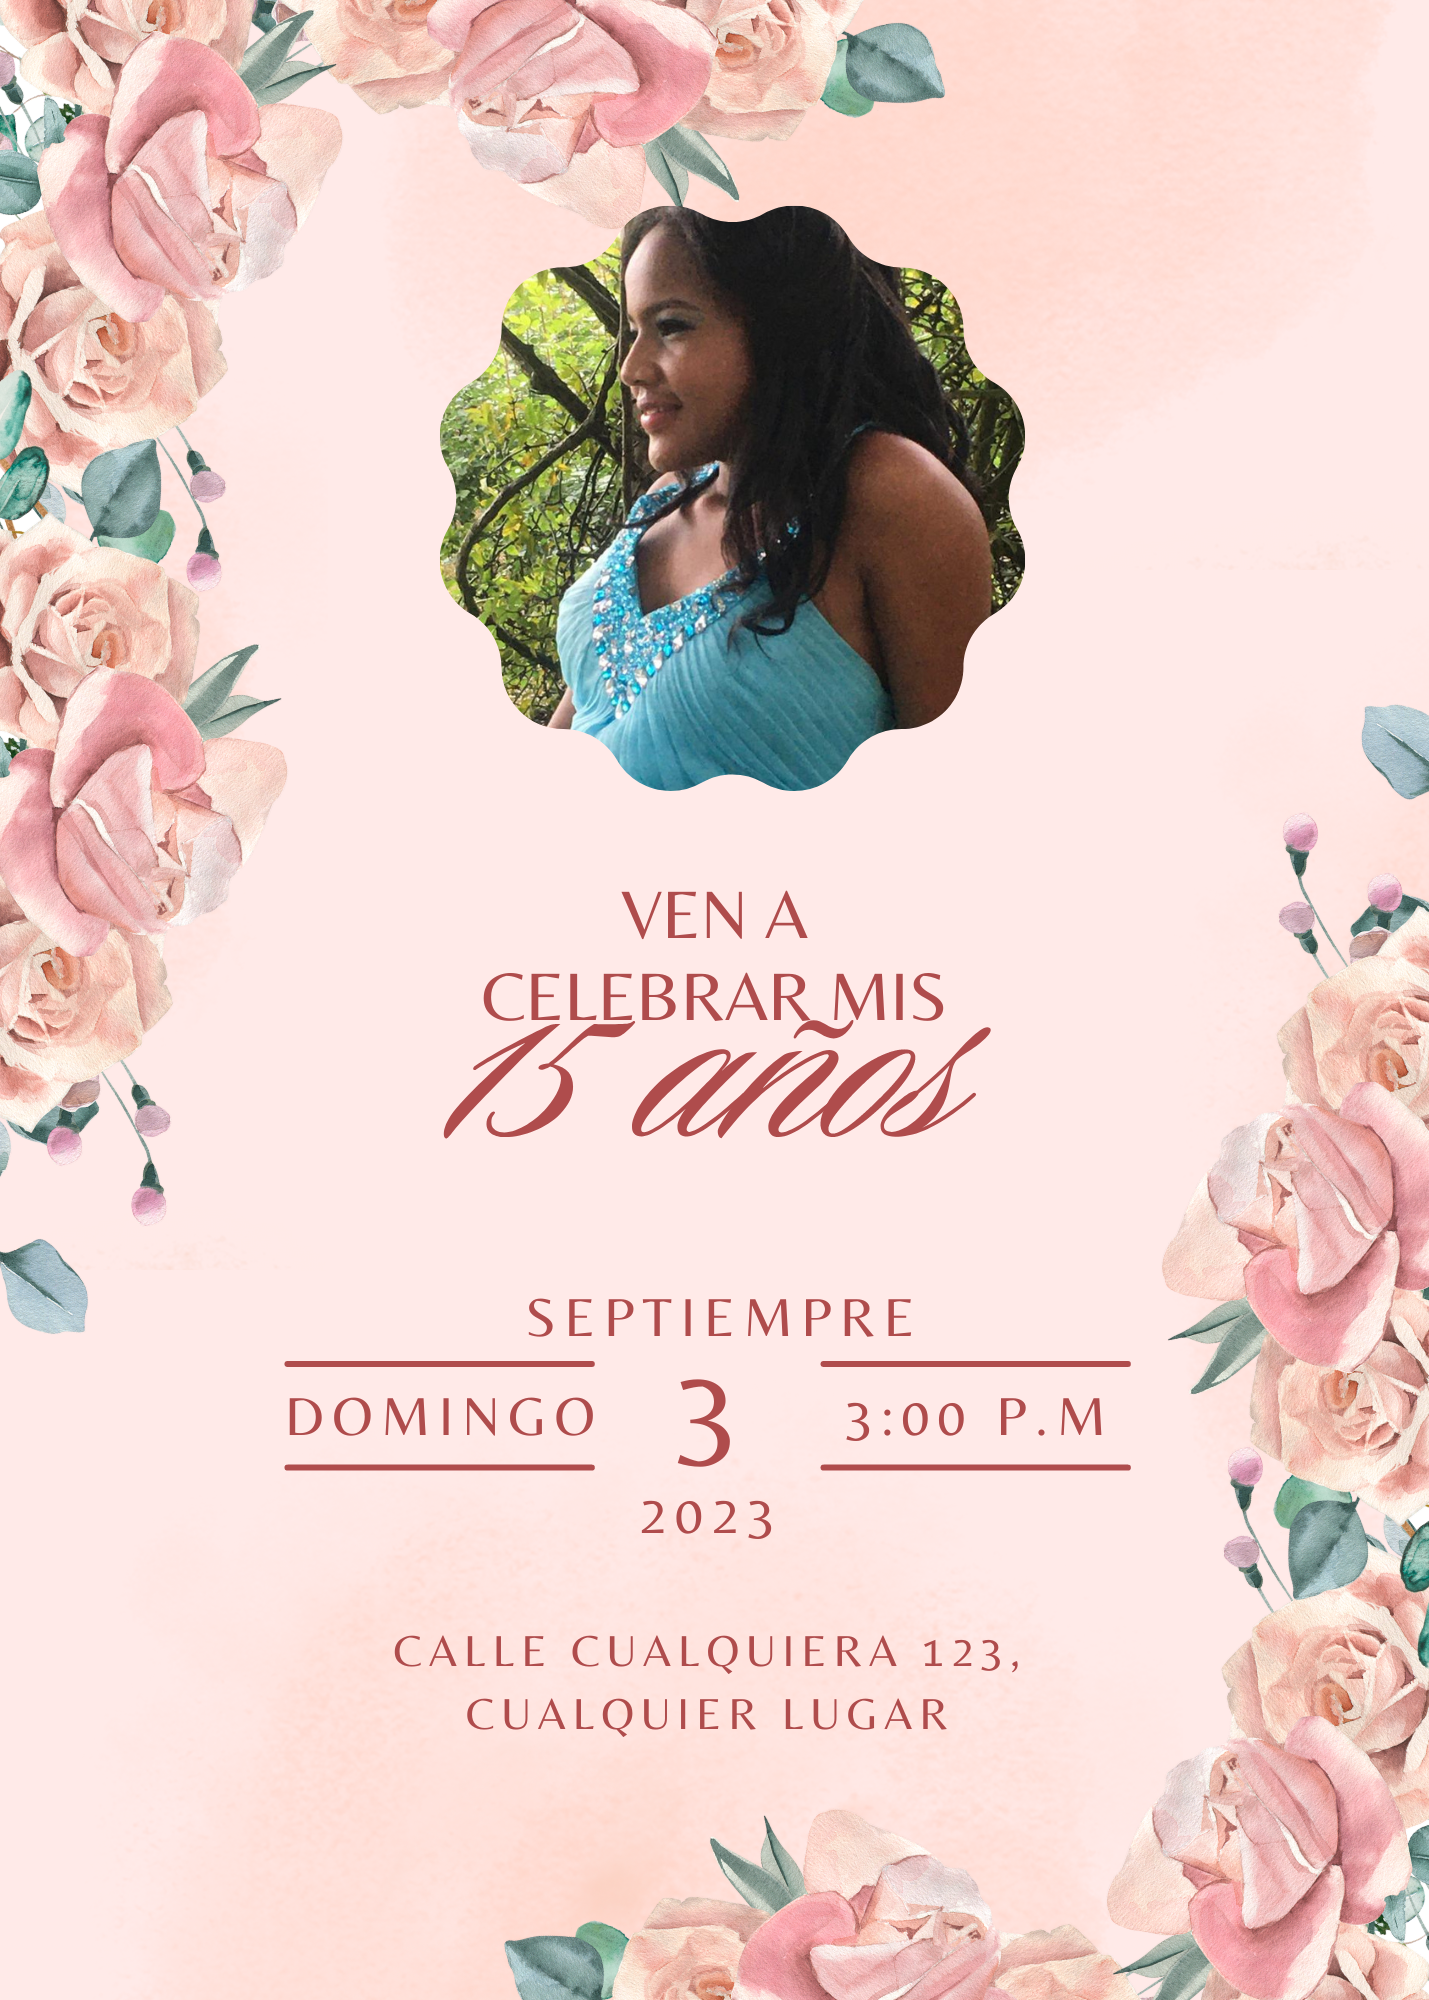 VEN A
CELEBRAR MIS
15 años
SEPTIEMPRE
DOMINGO
3
3:00 P.M
2023
CALLE CUALQUIERA 123,
CUALQUIER LUGAR